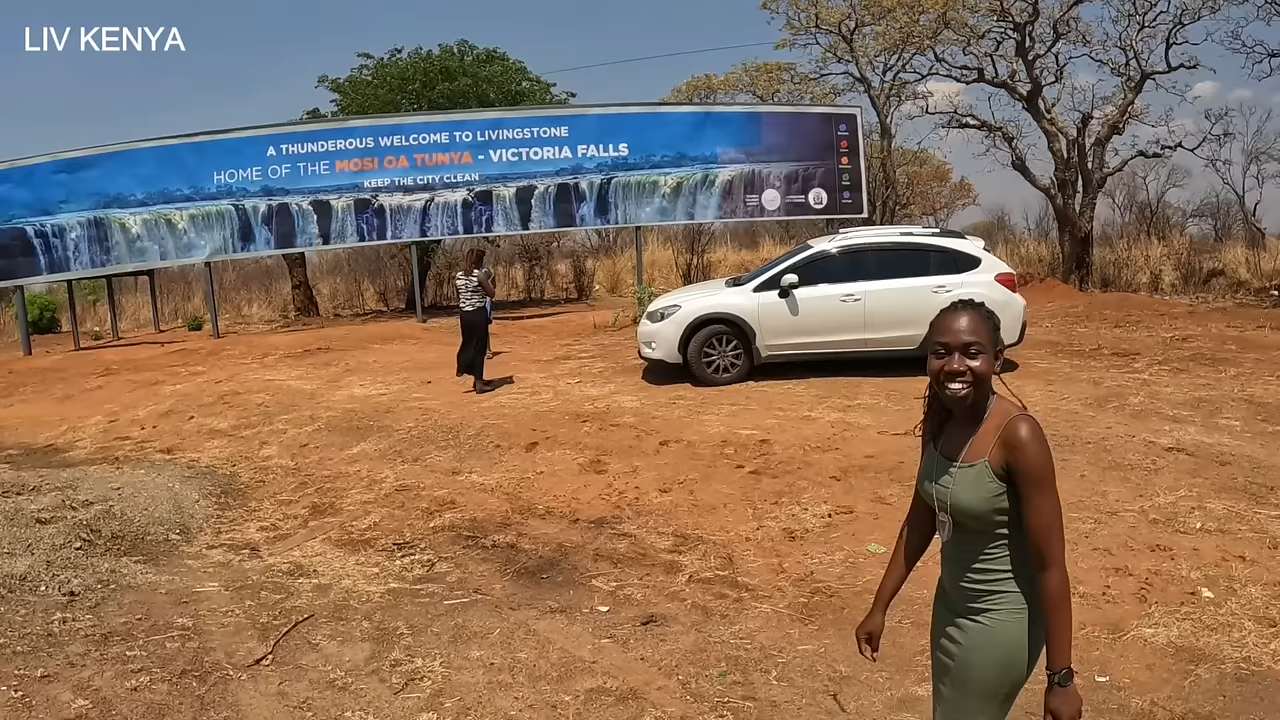 LIV KENYA
A THUNDEROUS WELCOME TO LIVINGSTONE
HOME OF THE MOSI OA TUNYA - VICTORIA FALLS
KEEP THE CITY CLEAN